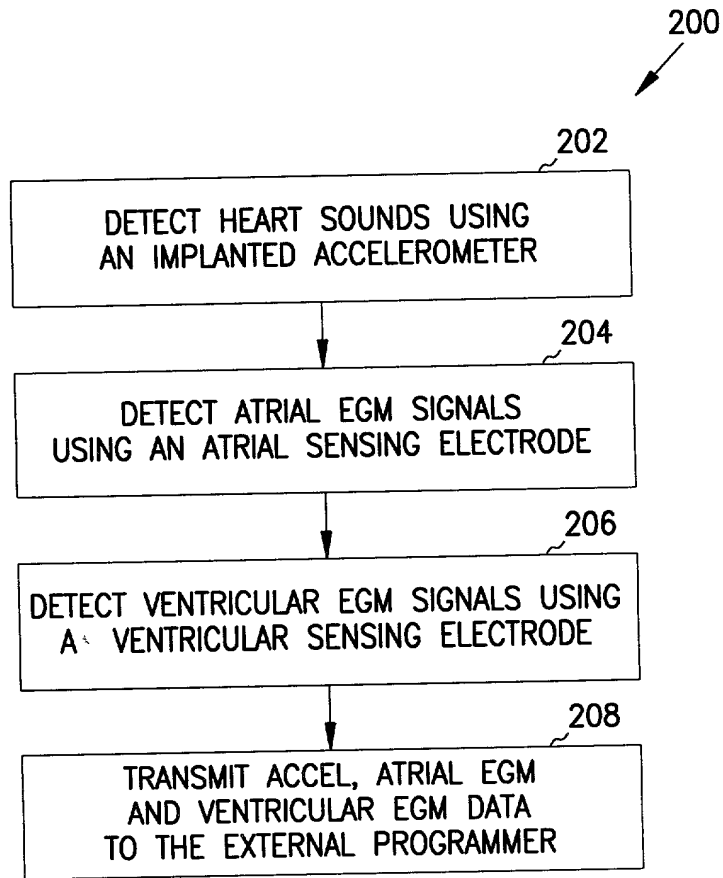 200
202
DETECT HEART SOUNDS USING
AN IMPLANTED ACCELEROMETER
204
DETECT ATRIAL EGM SIGNALS
USING AN ATRIAL SENSING ELECTRODE
206
DETECT VENTRICULAR EGM SIGNALS USING
A VENTRICULAR SENSING ELECTRODE
208
TRANSMIT ACCEL, ATRIAL EGM
AND VENTRICULAR EGM DATA
TO THE EXTERNAL PROGRAMMER